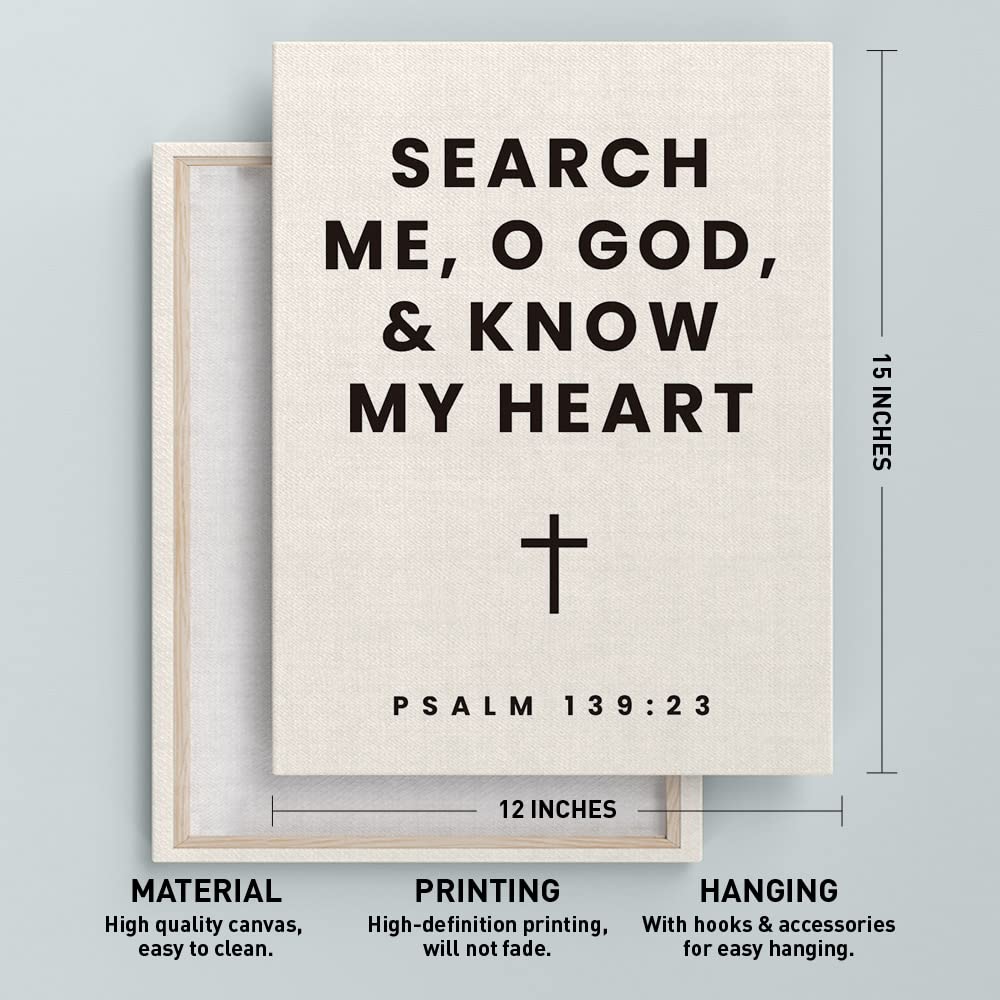 SEARCH
ME, O GOD,
& KNOW
MY HEART
PSALM 139:23
15 INCHES
12 INCHES
MATERIAL
High quality canvas,
easy to clean.
PRINTING
High-definition printing,
will not fade.
HANGING
With hooks & accessories
for easy hanging.